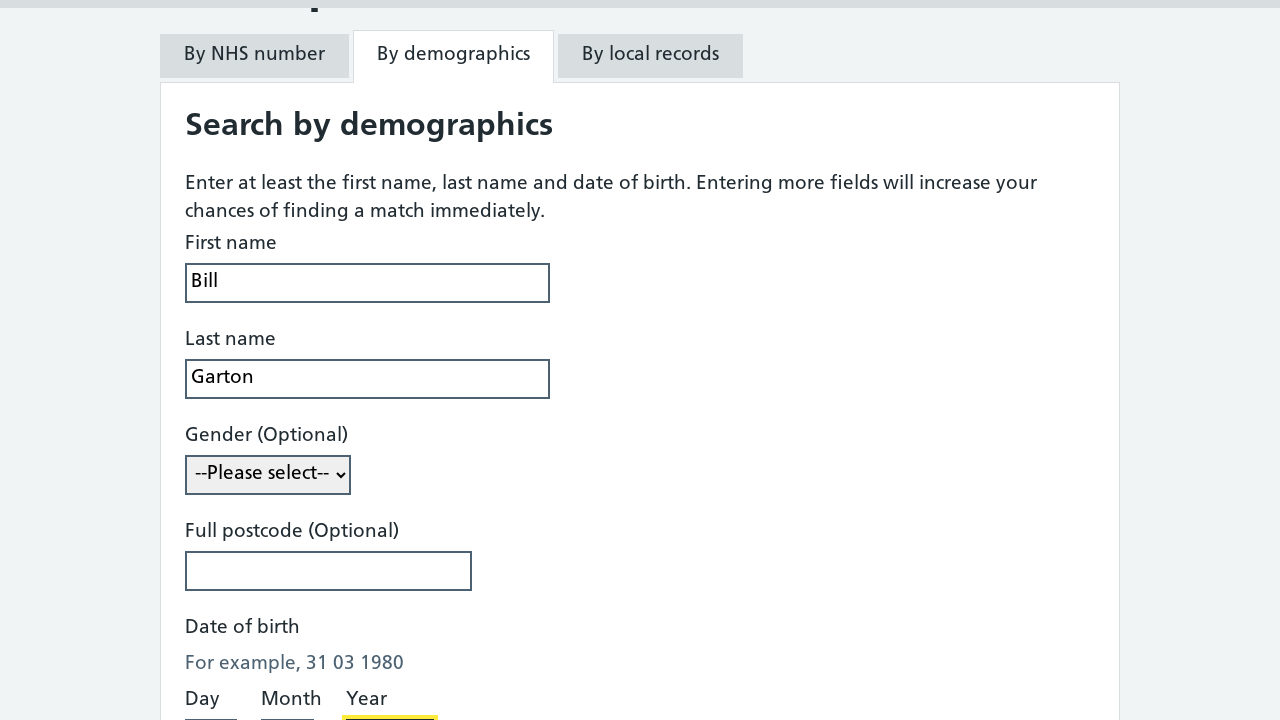 By NHS number
By demographics
By local records
Search by demographics
Enter at least the first name, last name and date of birth. Entering more fields will increase your
chances of finding a match immediately.
First name
Bill
Last name
Garton
Gender (Optional)
--Please select--
Full postcode (Optional)
Date of birth
For example, 31 03 1980
Day Month Year